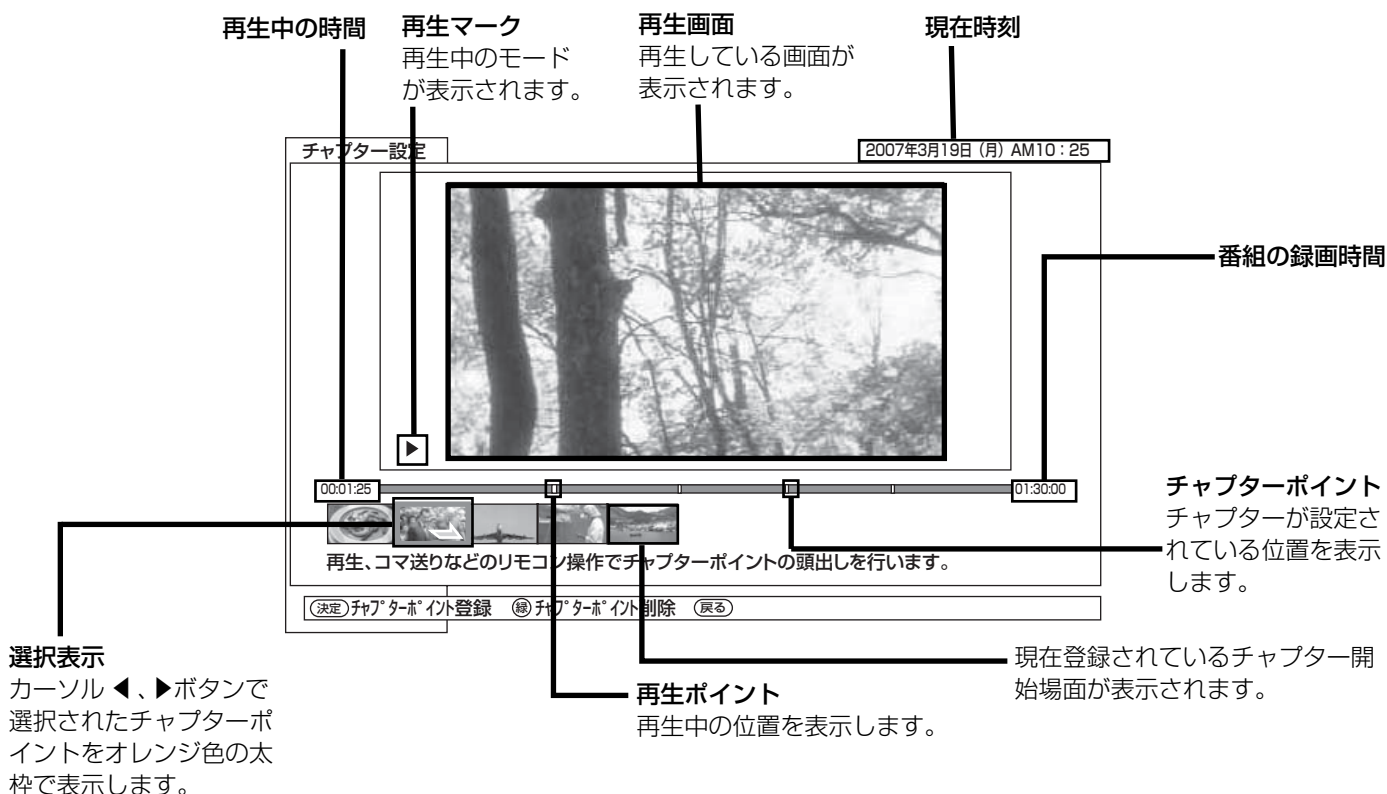 再生中の時間
再生マーク
再生中のモード
が表示されます。
再生画面
再生している画面が
表示されます。
現在時刻
チャプター設定
2007年3月19日（月）AM10：25
番組の録画時間
00:01:25
01:30:00
チャプターポイント
チャプターが設定さ
れている位置を表示
します。
再生、コマ送りなどのリモコン操作でチャプターポイントの頭出しを行います。
決定 ﾁｬﾌﾟﾀｰﾎﾟｲﾝﾄ登録 緑 ﾁｬﾌﾟﾀｰﾎﾟｲﾝﾄ削除 戻る
選択表示
カーソル ◀、▶ボタンで
選択されたチャプターポ
イントをオレンジ色の太
枠で表示します。
再生ポイント
再生中の位置を表示します。
現在登録されているチャプター開
始場面が表示されます。